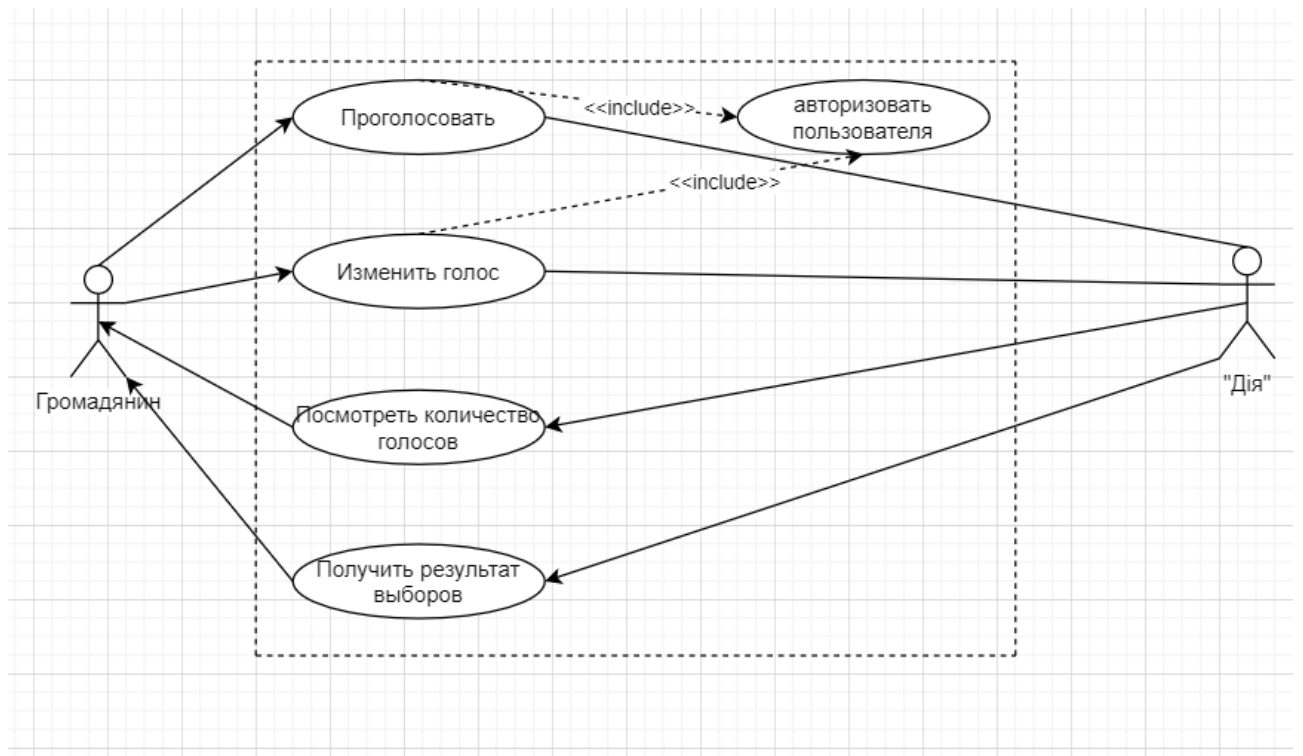 Проголосовать
<<include>>
авторизовать
пользователя
<<include>>
Изменить голос
Громадянин
"Дія"
Посмотреть количество
голосов
Получить результат
выборов